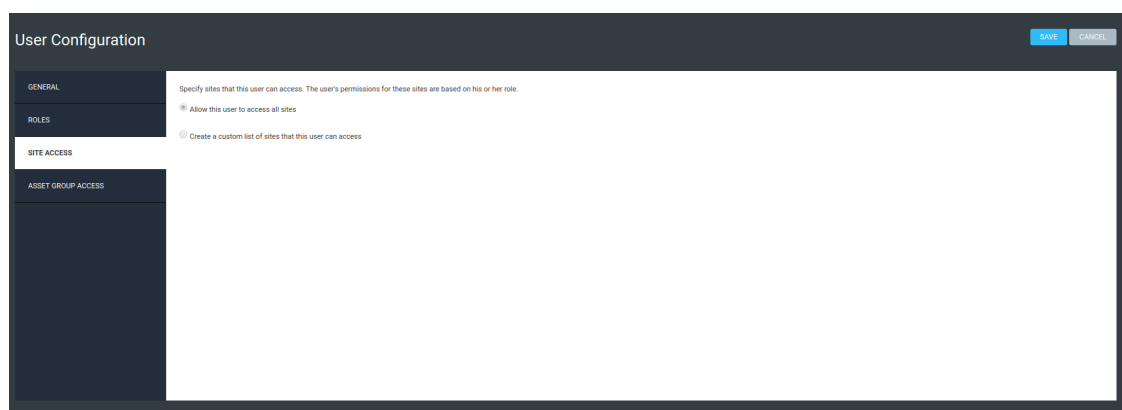 User Configuration
SAVE
CANCEL
GENERAL
ROLES
SITE ACCESS
ASSET GROUP ACCESS
Specify sites that this user can access. The user's permissions for these sites are based on his or her role.
Allow this user to access all sites
Create a custom list of sites that this user can access